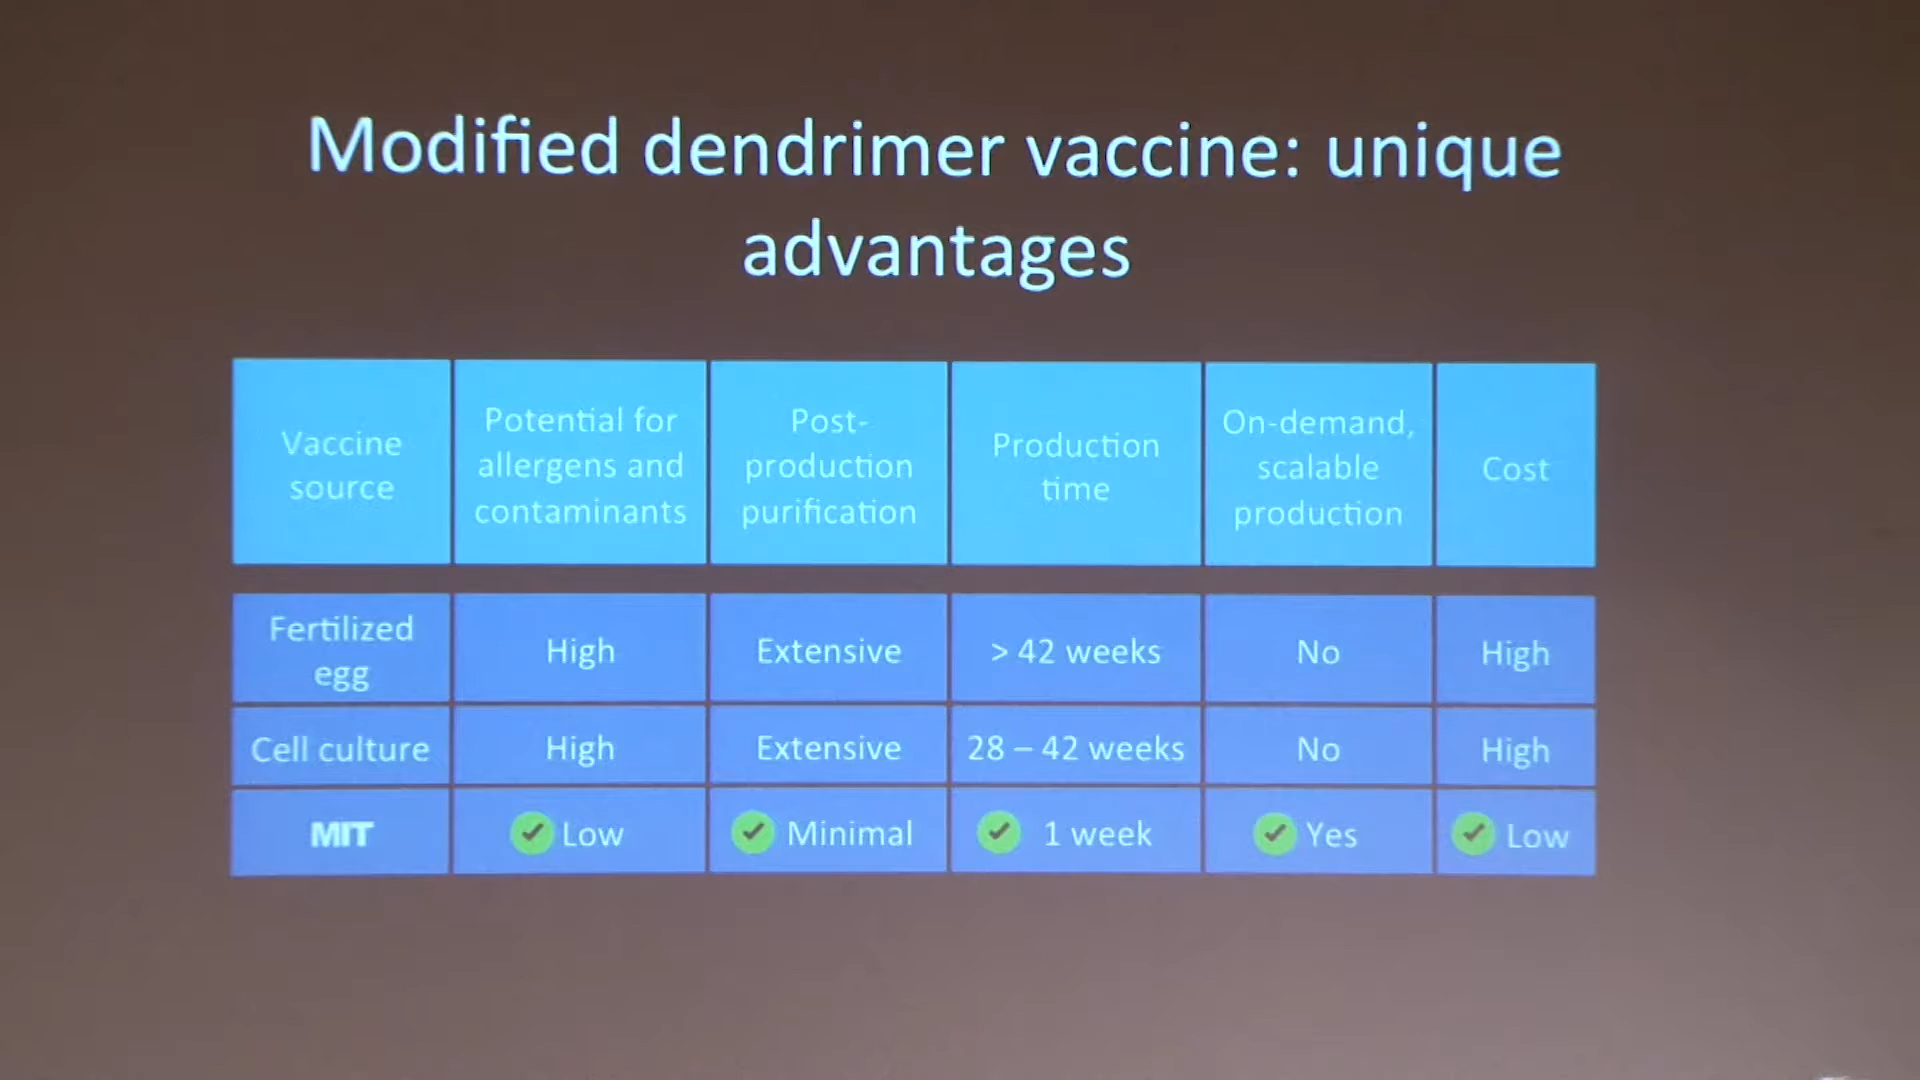 Modified dendrimer vaccine: unique
advantages
Vaccine
source
Potential for
allergens and
contaminants
Post-
production
purification
Production
time
On-demand,
scalable
production
Cost
Fertilized
egg
High
Extensive
> 42 weeks
No
High
Cell culture
High
Extensive
28 – 42 weeks
No
High
MIT
Low
Minimal
1 week
Yes
Low